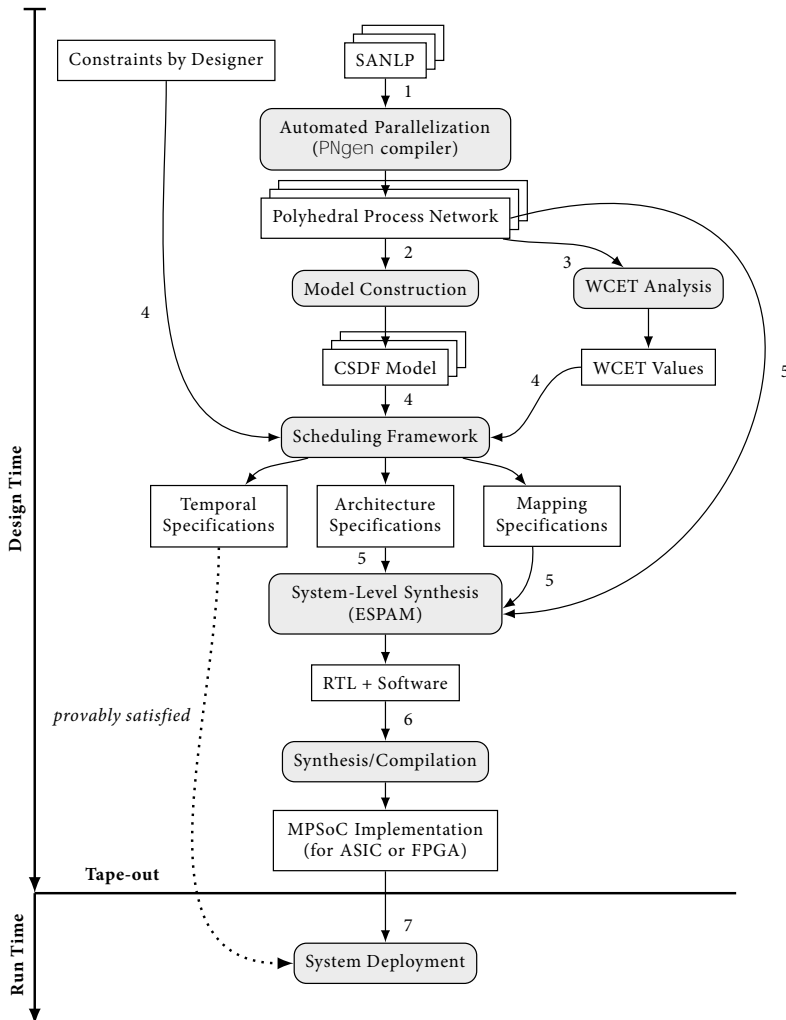 Constraints by Designer
SANLP
1
Automated Parallelization
(PNgen compiler)
Polyhedral Process Network
2
3
Model Construction
WCET Analysis
4
CSDF Model
WCET Values
5
4
4
Scheduling Framework
Temporal
Specifications
Architecture
Specifications
Mapping
Specifications
5
5
System-Level Synthesis
(ESPAM)
RTL + Software
provably satisfied
6
Synthesis/Compilation
MPSoC Implementation
(for ASIC or FPGA)
Tape-out
7
System Deployment
Design Time
Run Time